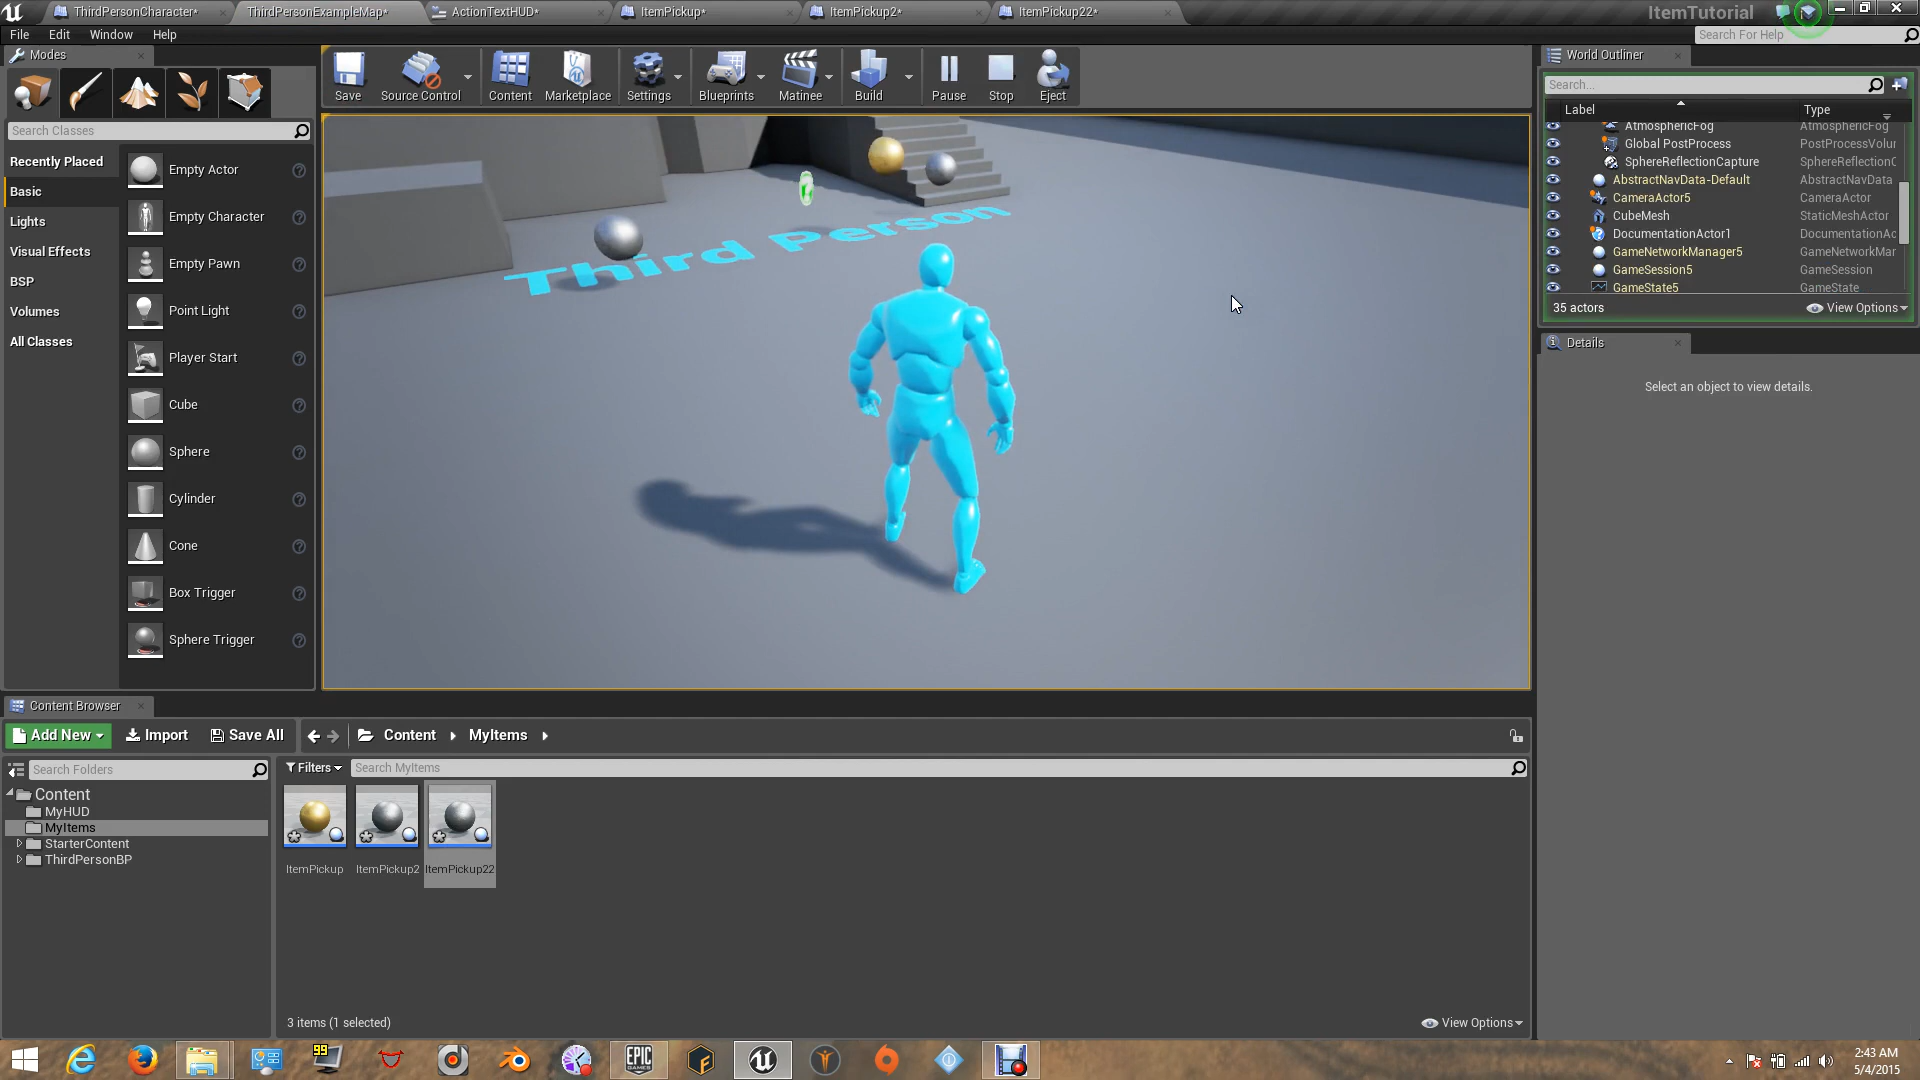 ThirdPersonCharacter*
ThirdPersonExampleMap*
ActionTextHUD*
ItemPickup*
ItemPickup2*
ItemPickup22*
ItemTutorial
File Edit Window Help
Search For Help
Modes
Search Classes
Recently Placed
Basic
Lights
Visual Effects
BSP
Volumes
All Classes
Empty Actor
Empty Character
Empty Pawn
Point Light
Player Start
Cube
Sphere
Cylinder
Cone
Box Trigger
Sphere Trigger
Save Source Control Content Marketplace Settings Blueprints Matinee Build Pause Stop Eject
Third Person
World Outliner
Search...
Label Type
AtmosphericFog AtmosphericFog
Global PostProcess PostProcessVolur
SphereReflectionCapture SphereReflectionC
AbstractNavData-Default AbstractNavData
CameraActor5 CameraActor
CubeMesh StaticMeshActor
DocumentationActor1 DocumentationAc
GameNetworkManager5 GameNetworkMar
GameSession5 GameSession
GameState5 GameState
35 actors View Options
Details
Select an object to view details.
Content Browser
Add New Import Save All Content MyItems
Search Folders
Filters Search MyItems
Content
MyHUD
MyItems
StarterContent
ThirdPersonBP
ItemPickup ItemPickup2 ItemPickup22
3 items (1 selected) View Options
99
EPIC
GAMES
2:43 AM
5/4/2015